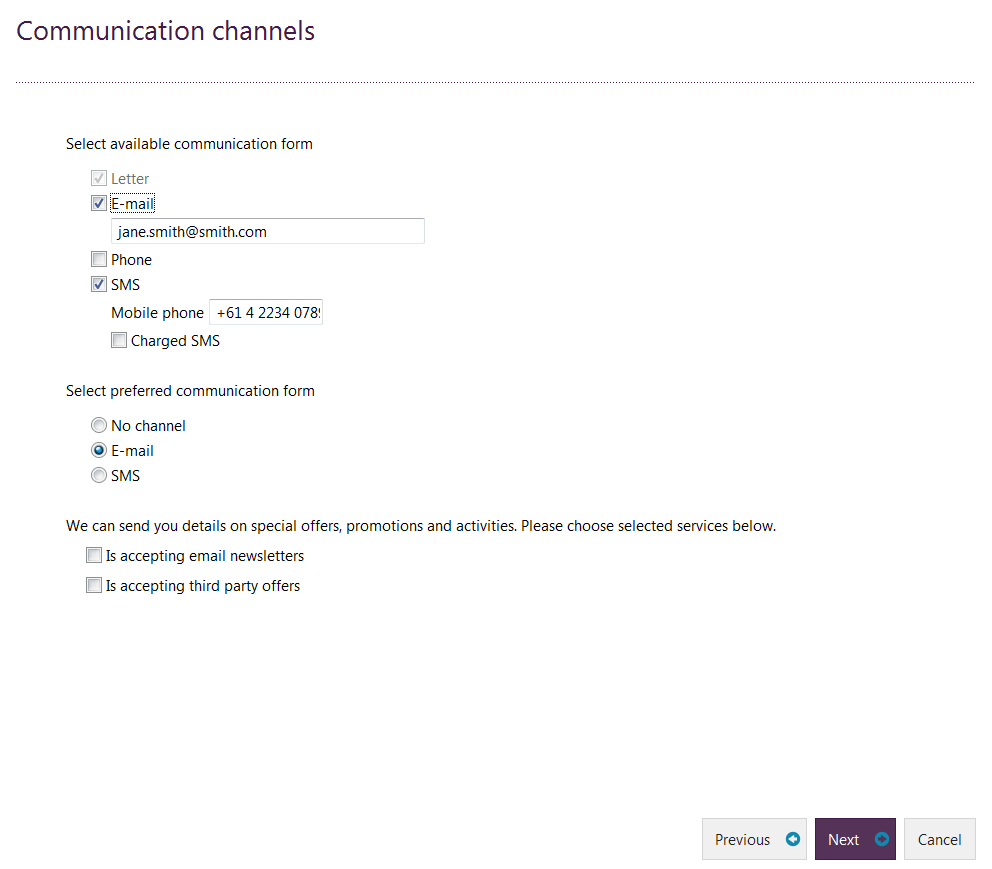 Communication channels
Select available communication form
Letter
E-mail
jane.smith@smith.com
Phone
SMS
Mobile phone +61 4 2234 078
Charged SMS
Select preferred communication form
No channel
E-mail
SMS
We can send you details on special offers, promotions and activities. Please choose selected services below.
Is accepting email newsletters
Is accepting third party offers
Previous Next Cancel